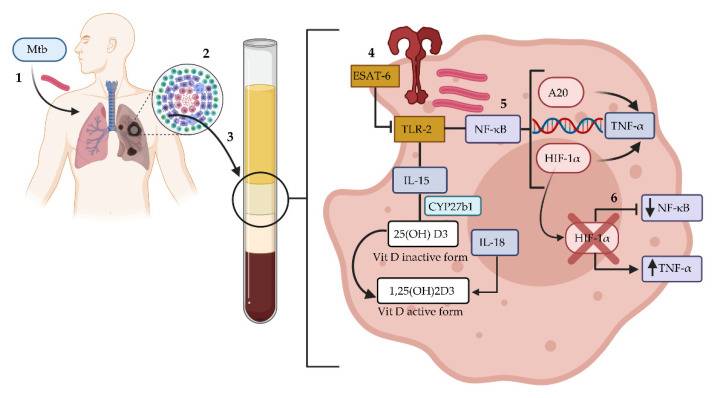 Mtb
1
2
3
4
ESAT-6
TLR-2
NF-κB
5
A20
HIF-1α
TNF-α
IL-15
CYP27b1
25(OH) D3
Vit D inactive form
IL-18
1,25(OH)2D3
Vit D active form
6
HIF-1α
NF-κB
TNF-α